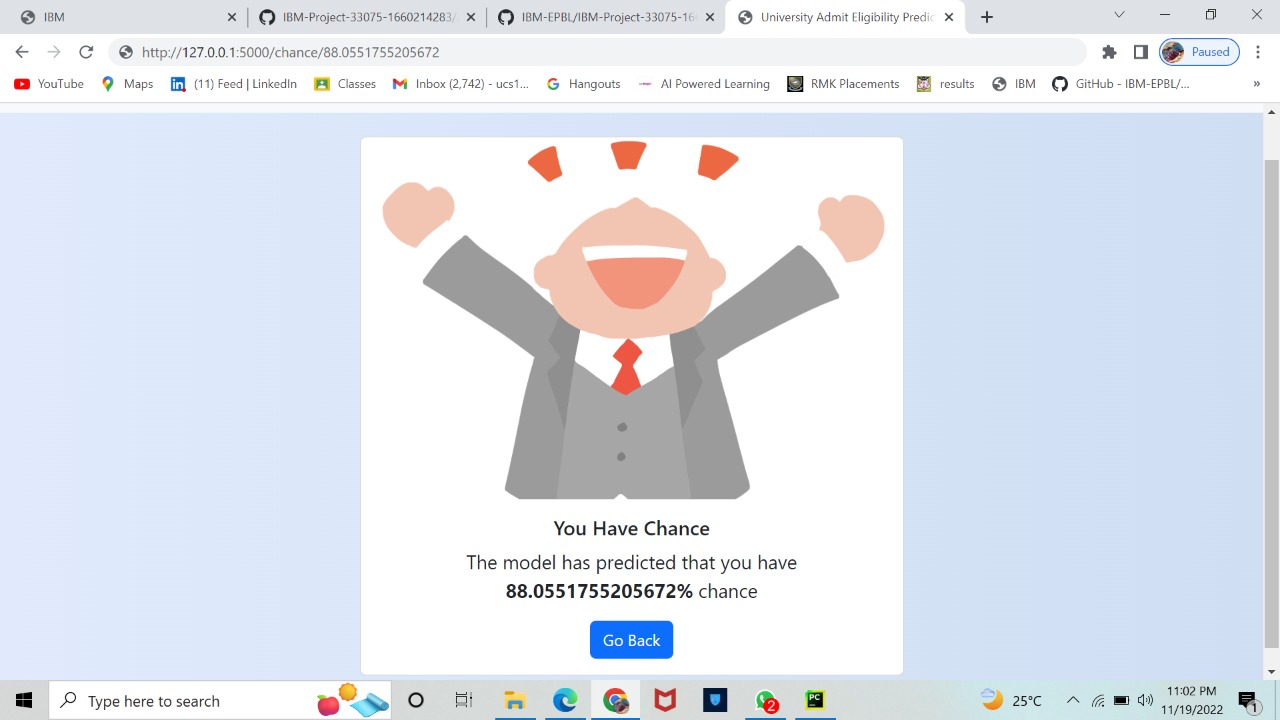 IBM
IBM-Project-33075-1660214283/
IBM-EPBL/IBM-Project-33075-16
University Admit Eligibility Predic
http://127.0.0.1:5000/chance/88.0551755205672
Paused
YouTube
Maps
(11) Feed | LinkedIn
Classes
Inbox (2,742) - ucs1...
Hangouts
AI Powered Learning
RMK Placements
results
IBM
GitHub - IBM-EPBL/...
»
You Have Chance
The model has predicted that you have
88.0551755205672% chance
Go Back
Type here to search
2
PC
25°C
11:02 PM
11/19/2022
1